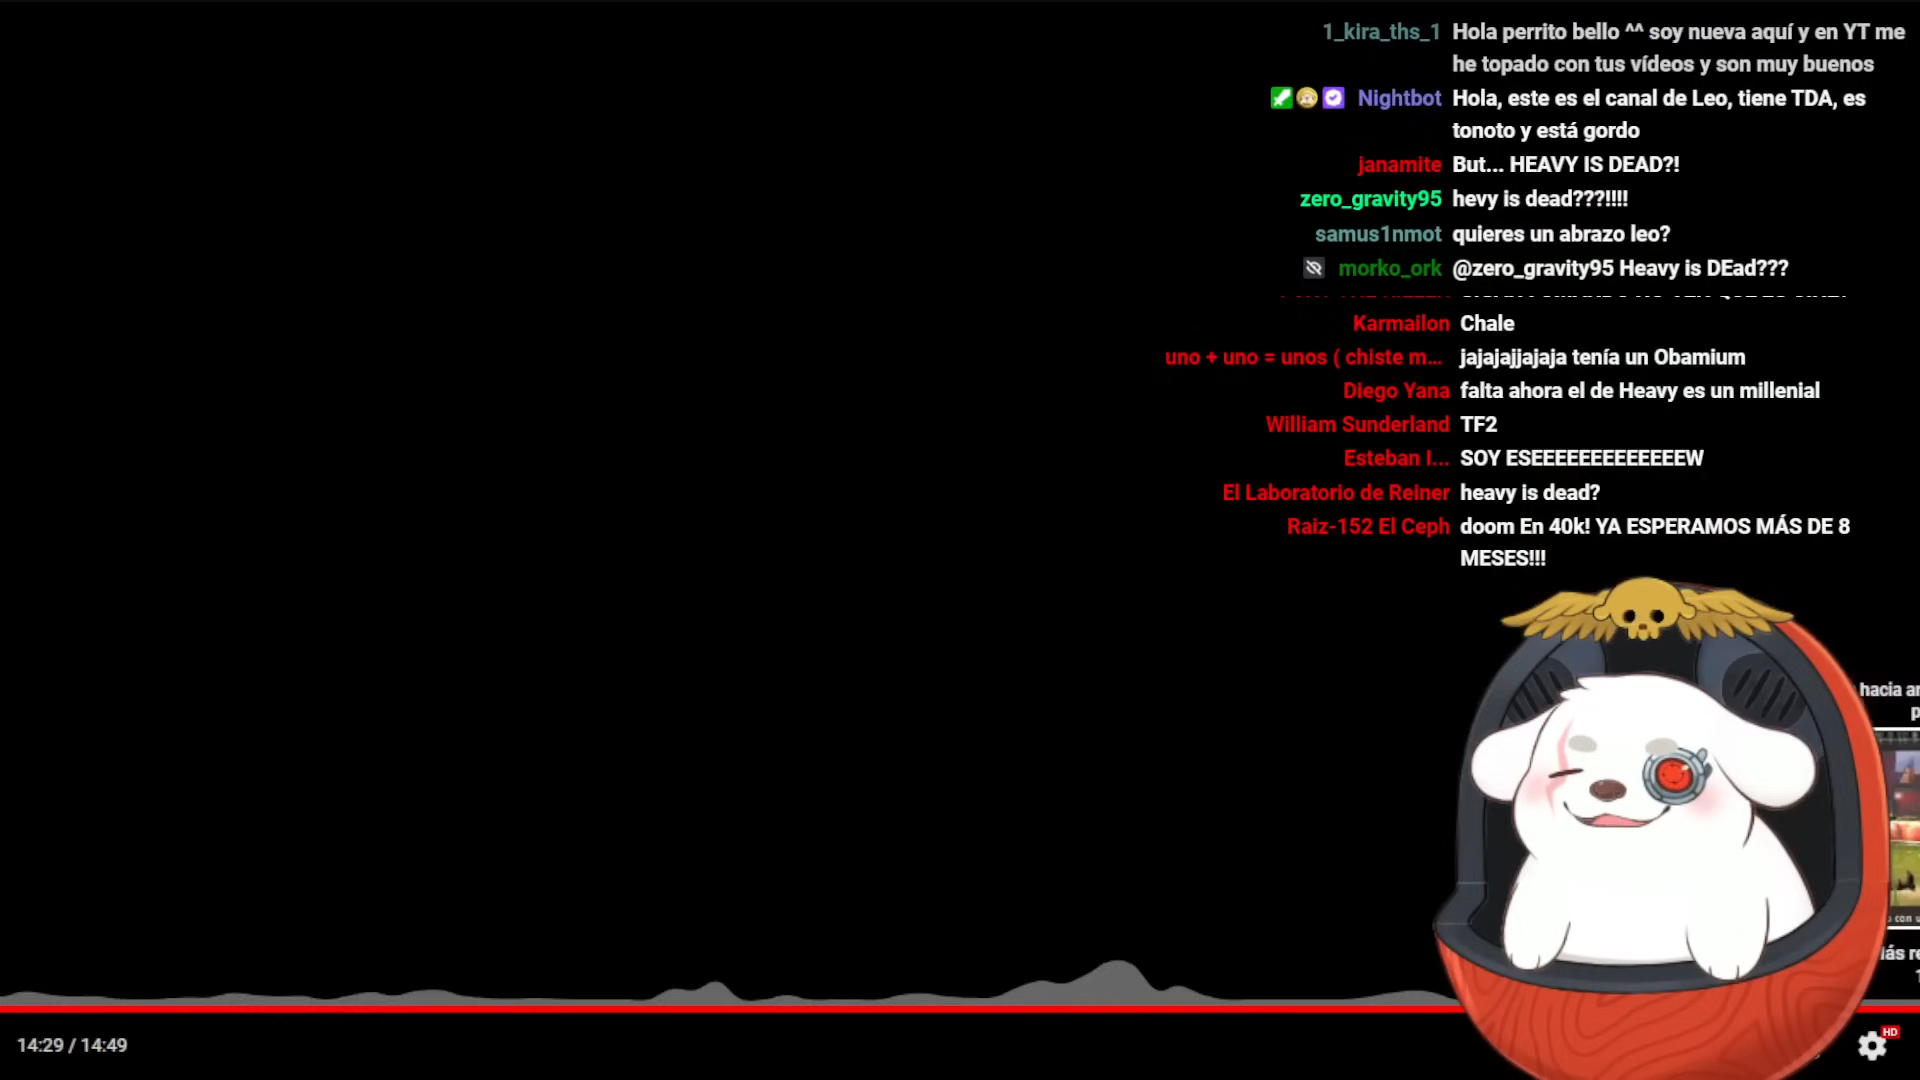 1_kira_ths_1 Hola perrito bello ^^ soy nueva aquí y en YT me
he topado con tus vídeos y son muy buenos
Nightbot Hola, este es el canal de Leo, tiene TDA, es
tonoto y está gordo
janamite But... HEAVY IS DEAD?!
zero_gravity95 hevy is dead???!!!!
samus1nmot quieres un abrazo leo?
morko_ork @zero_gravity95 Heavy is DEad???
Karmailon Chale
uno + uno = unos ( chiste m... jajajajjajaja tenía un Obamium
Diego Yana falta ahora el de Heavy es un millenial
William Sunderland TF2
Esteban I... SOY ESEEEEEEEEEEEEW
El Laboratorio de Reiner heavy is dead?
Raiz-152 El Ceph doom En 40k! YA ESPERAMOS MÁS DE 8
MESES!!!
hacia
con
14:29 / 14:49
HD